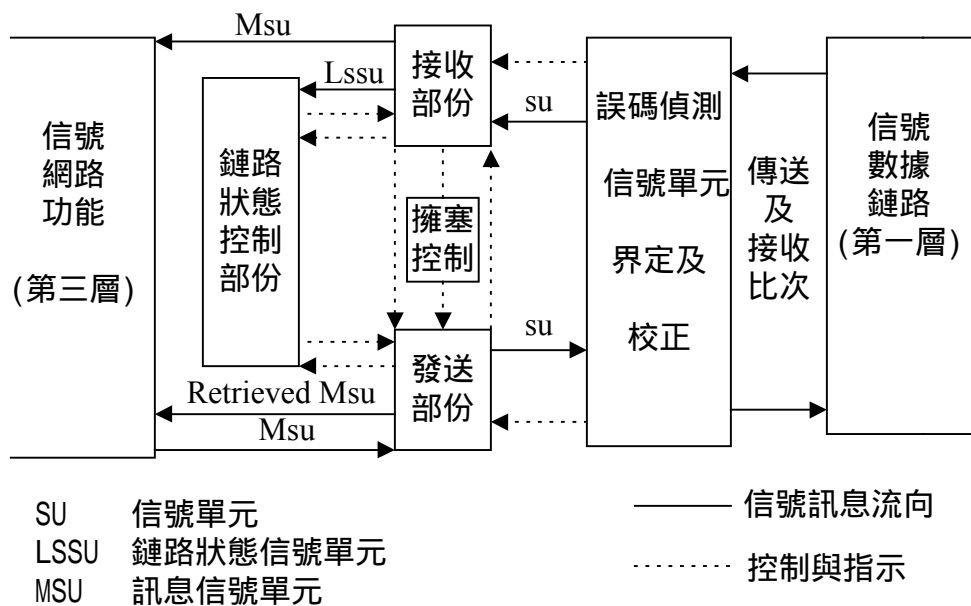 Msu
Lssu
su
接收
部份
信號
網路
功能
(第三層)
鏈路
狀態
控制
部份
擁塞
控制
誤碼偵測
信號單元
界定及
校正
傳送
及
接收
比次
信號
數據
鏈路
(第一層)
su
發送
部份
Retrieved Msu
Msu
SU 信號單元
LSSU 鏈路狀態信號單元
MSU 訊息信號單元
信號訊息流向
控制與指示